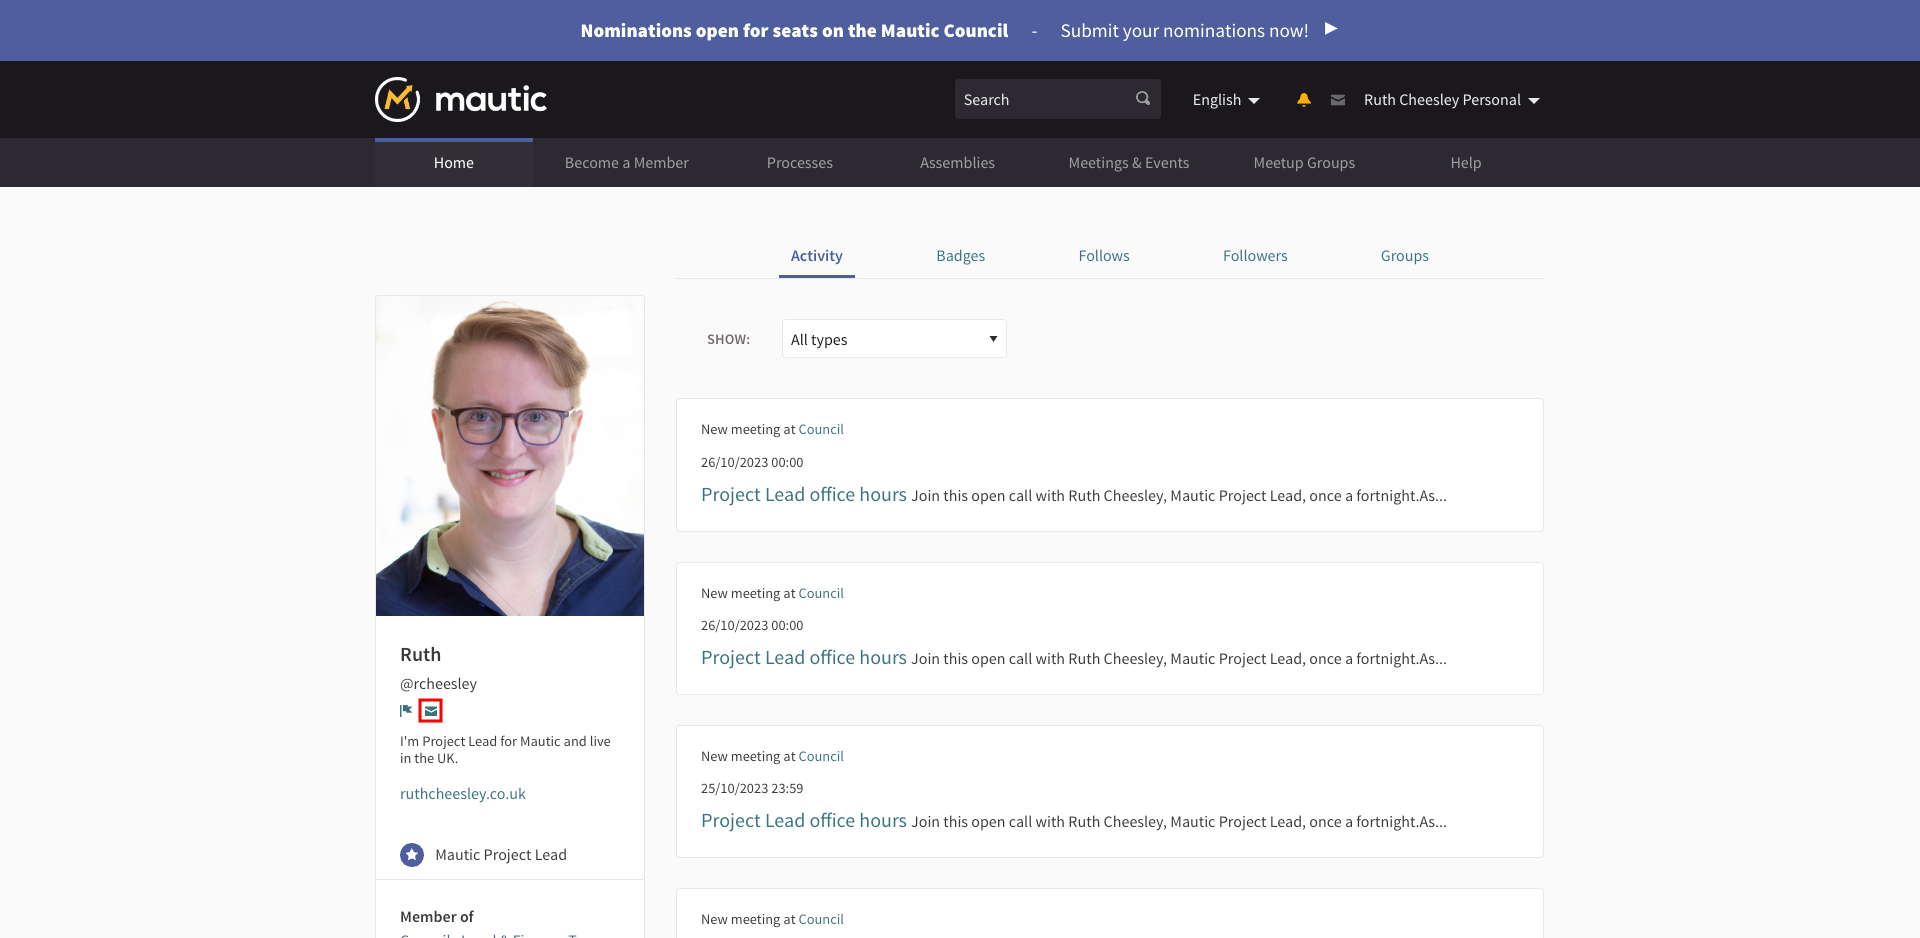 Nominations open for seats on the Mautic Council - Submit your nominations now!
mautic
Search
English
Ruth Cheesley Personal
Home
Become a Member
Processes
Assemblies
Meetings & Events
Meetup Groups
Help
Activity
Badges
Follows
Followers
Groups
SHOW:
All types
New meeting at Council
26/10/2023 00:00
Project Lead office hours Join this open call with Ruth Cheesley, Mautic Project Lead, once a fortnight.As...
New meeting at Council
26/10/2023 00:00
Project Lead office hours Join this open call with Ruth Cheesley, Mautic Project Lead, once a fortnight.As...
New meeting at Council
25/10/2023 23:59
Project Lead office hours Join this open call with Ruth Cheesley, Mautic Project Lead, once a fortnight.As...
New meeting at Council
Ruth
@rcheesley
I'm Project Lead for Mautic and live
in the UK.
ruthcheesley.co.uk
Mautic Project Lead
Member of